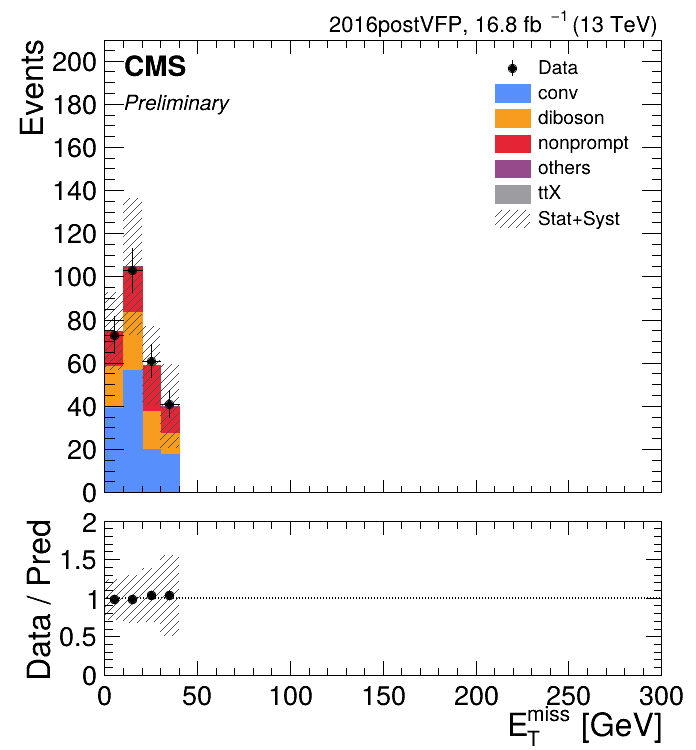 2016postVFP, 16.8 fb⁻¹ (13 TeV)
Events
CMS
Preliminary
Data
conv
diboson
nonprompt
others
ttX
Stat+Syst
200
180
160
140
120
100
80
60
40
20
0
Data / Pred
2
1.5
1
0.5
0
0 50 100 150 200 250 300
E_T^miss [GeV]